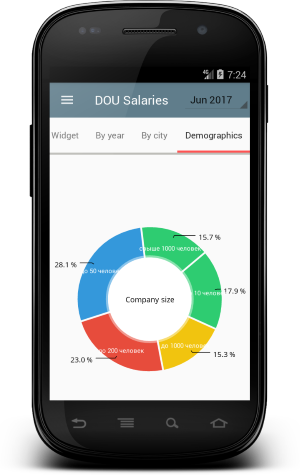 7:24
DOU Salaries
Jun 2017
Widget
By year
By city
Demographics
15.7 %
свыше 1000 человек
28.1 %
до 50 человек
17.9 %
10 человек
Company size
до 200 человек
до 1000 человек
23.0 %
15.3 %